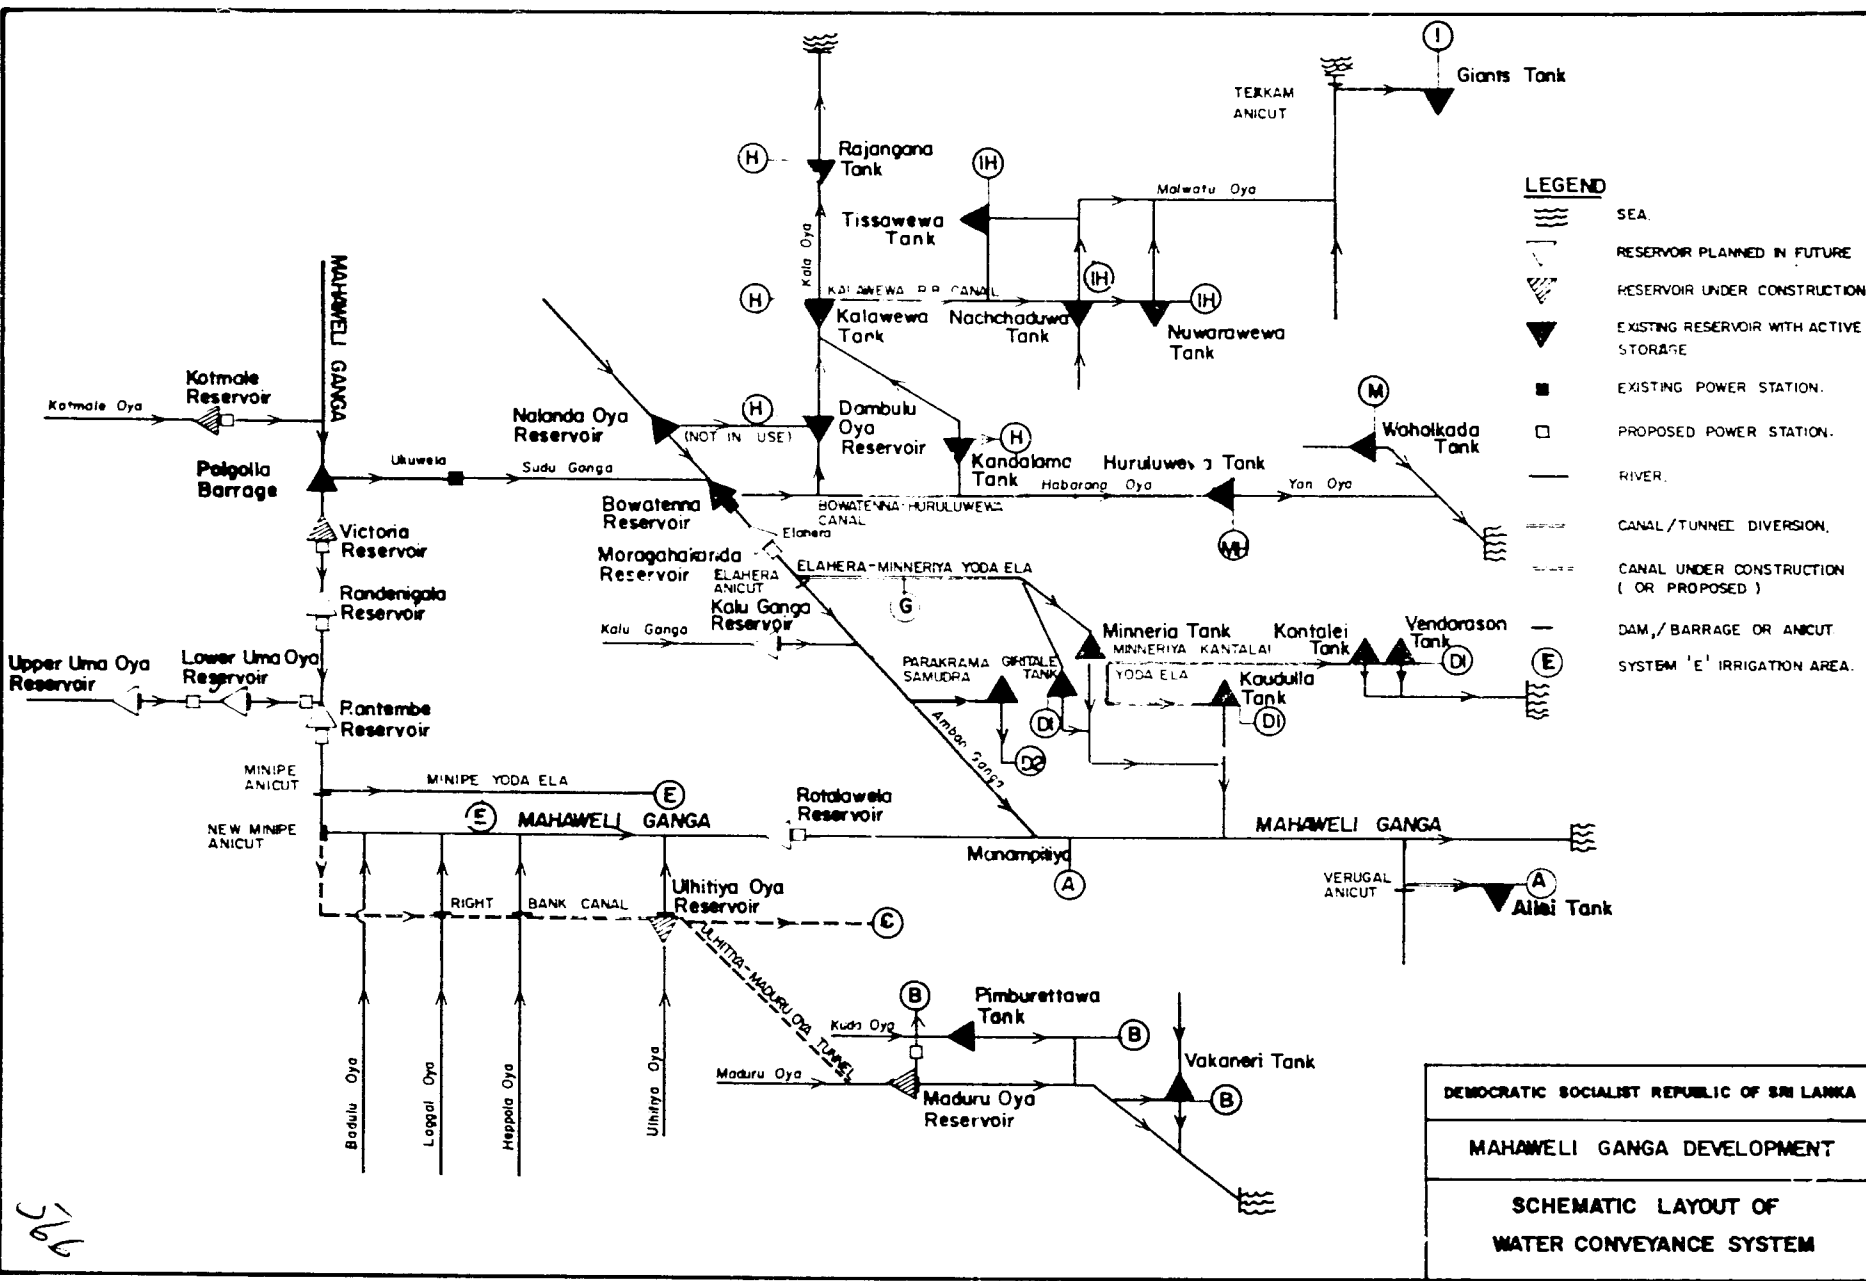 I
Giants Tank
TEKKAM
ANICUT
H
Rajangana
Tank
IH
Malwatu Oya
Tissawewa
Tank
Kala Oya
MAHAWELI GANGA
H
KALAWEWA R.B. CANAL
IH
IH
Kalawewa
Tank
Nachchaduwa
Tank
Nuwarawewa
Tank
LEGEND
SEA.
RESERVOIR PLANNED IN FUTURE
RESERVOIR UNDER CONSTRUCTION
EXISTING RESERVOIR WITH ACTIVE
STORAGE
EXISTING POWER STATION.
PROPOSED POWER STATION.
RIVER.
CANAL/TUNNEL DIVERSION.
CANAL UNDER CONSTRUCTION
( OR PROPOSED )
DAM,/BARRAGE OR ANICUT
E
SYSTEM 'E' IRRIGATION AREA.
Kotmale
Reservoir
Kotmale Oya
Nalanda Oya
Reservoir
H
(NOT IN USE)
Dambulu
Oya
Reservoir
H
Kandalama
Tank
M
Wahalkada
Tank
Polgolla
Barrage
Ukuwela
Sudu Ganga
Huruluwewa Tank
Habarana Oya
Yan Oya
MH
Bowatenna
Reservoir
BOWATENNA-HURULUWEWA
CANAL
Elahera
Victoria
Reservoir
Moragahakanda
Reservoir
ELAHERA
ANICUT
ELAHERA-MINNERIYA YODA ELA
G
Randenigala
Reservoir
Kalu Ganga
Reservoir
Kalu Ganga
Minneria Tank
MINNERIYA KANTALAI
YODA ELA
Kantalei
Tank
Vendarason
Tank
D1
Upper Uma Oya
Reservoir
Lower Uma Oya
Reservoir
PARAKRAMA
SAMUDRA
GIRITALE
TANK
Kaudulla
Tank
D1
D1
D2
Rantembe
Reservoir
Amban Ganga
MINIPE
ANICUT
MINIPE YODA ELA
E
Rotalawela
Reservoir
NEW MINIPE
ANICUT
E
MAHAWELI GANGA
MAHAWELI GANGA
Manampitiya
A
VERUGAL
ANICUT
A
Allai Tank
Ulhitiya Oya
Reservoir
RIGHT BANK CANAL
C
ULHITIYA-MADURU OYA TUNNEL
B
Pimburettawa
Tank
Kuda Oya
B
Badulu Oya
Loggal Oya
Heppola Oya
Ulhitiya Oya
Maduru Oya
Maduru Oya
Reservoir
Vakaneri Tank
B
DEMOCRATIC SOCIALIST REPUBLIC OF SRI LANKA
MAHAWELI GANGA DEVELOPMENT
SCHEMATIC LAYOUT OF
WATER CONVEYANCE SYSTEM